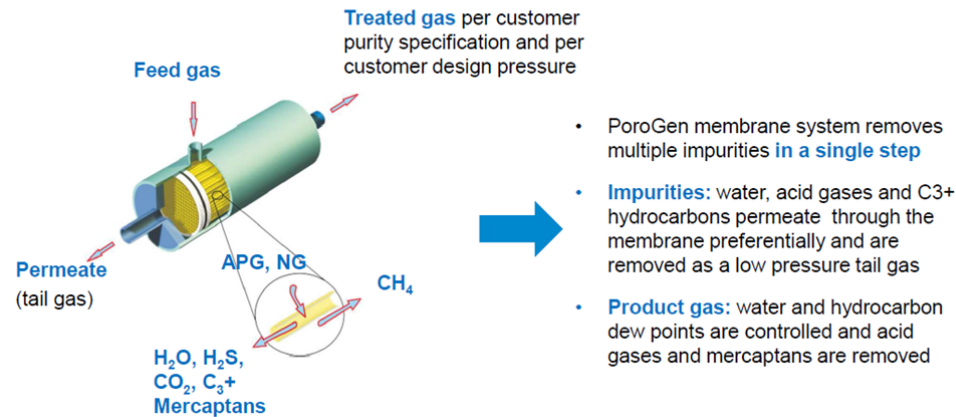 Treated gas per customer
purity specification and per
customer design pressure
Feed gas
Permeate
(tail gas)
APG, NG
CH₄
H₂O, H₂S,
CO₂, C₃+
Mercaptans
• PoroGen membrane system removes
multiple impurities in a single step
• Impurities: water, acid gases and C3+
hydrocarbons permeate through the
membrane preferentially and are
removed as a low pressure tail gas
• Product gas: water and hydrocarbon
dew points are controlled and acid
gases and mercaptans are removed